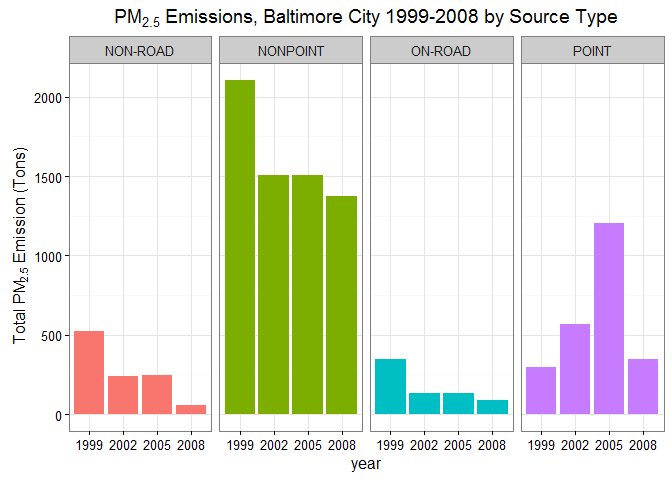 PM2.5 Emissions, Baltimore City 1999-2008 by Source Type
NON-ROAD NONPOINT ON-ROAD POINT
Total PM2.5 Emission (Tons)
2000
1500
1000
500
0
1999 2002 2005 2008 1999 2002 2005 2008 1999 2002 2005 2008 1999 2002 2005 2008
year